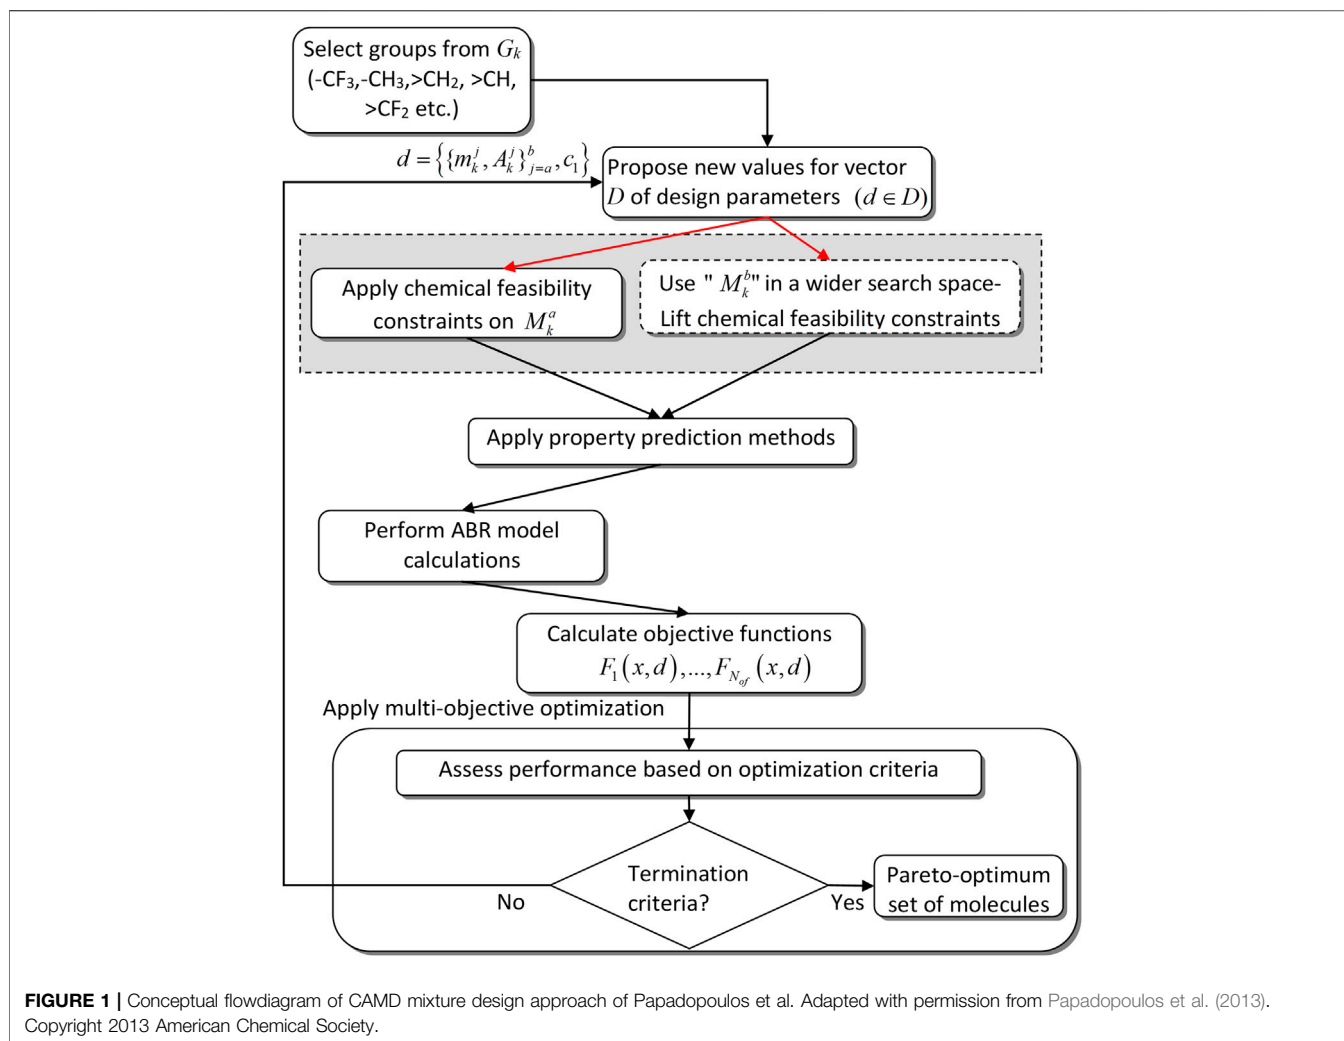 Select groups from G_k
(-CF₃,-CH₃,>CH₂, >CH,
>CF₂ etc.)
d = {{m_k^j, A_k^j}_{j=a}^b, c₁}
Propose new values for vector
D of design parameters (d ∈ D)
Apply chemical feasibility
constraints on M_k^a
Use " M_k^b" in a wider search space-
Lift chemical feasibility constraints
Apply property prediction methods
Perform ABR model
calculations
Calculate objective functions
F₁(x,d),...,F_{N_{of}}(x,d)
Apply multi-objective optimization
Assess performance based on optimization criteria
Termination
criteria?
No
Yes
Pareto-optimum
set of molecules
FIGURE 1 | Conceptual flowdiagram of CAMD mixture design approach of Papadopoulos et al. Adapted with permission from Papadopoulos et al. (2013).
Copyright 2013 American Chemical Society.